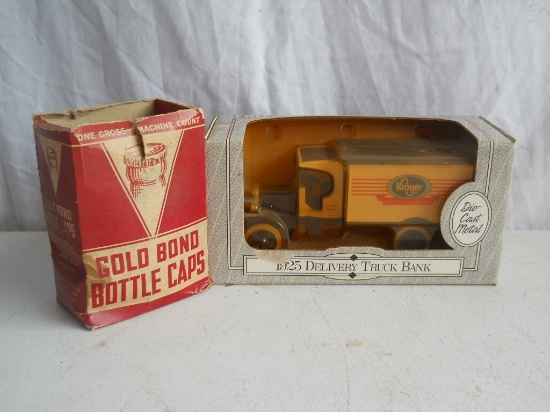 ONE GROSS MACHINE COUNT
GOLD BOND
BOTTLE CAPS
Kroger
Die
Cast
Metal
1925 DELIVERY TRUCK BANK